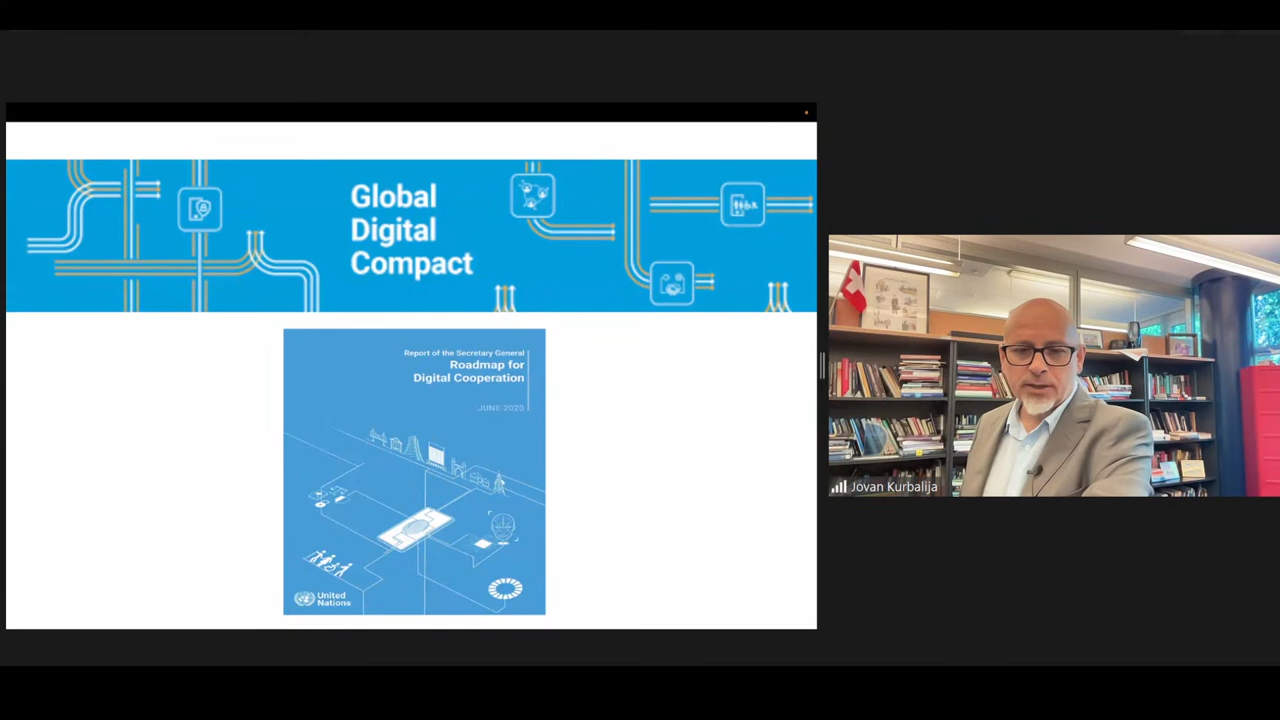 Global
Digital
Compact
Report of the Secretary General
Roadmap for
Digital Cooperation
JUNE 2020
United
Nations
Jovan Kurbalija